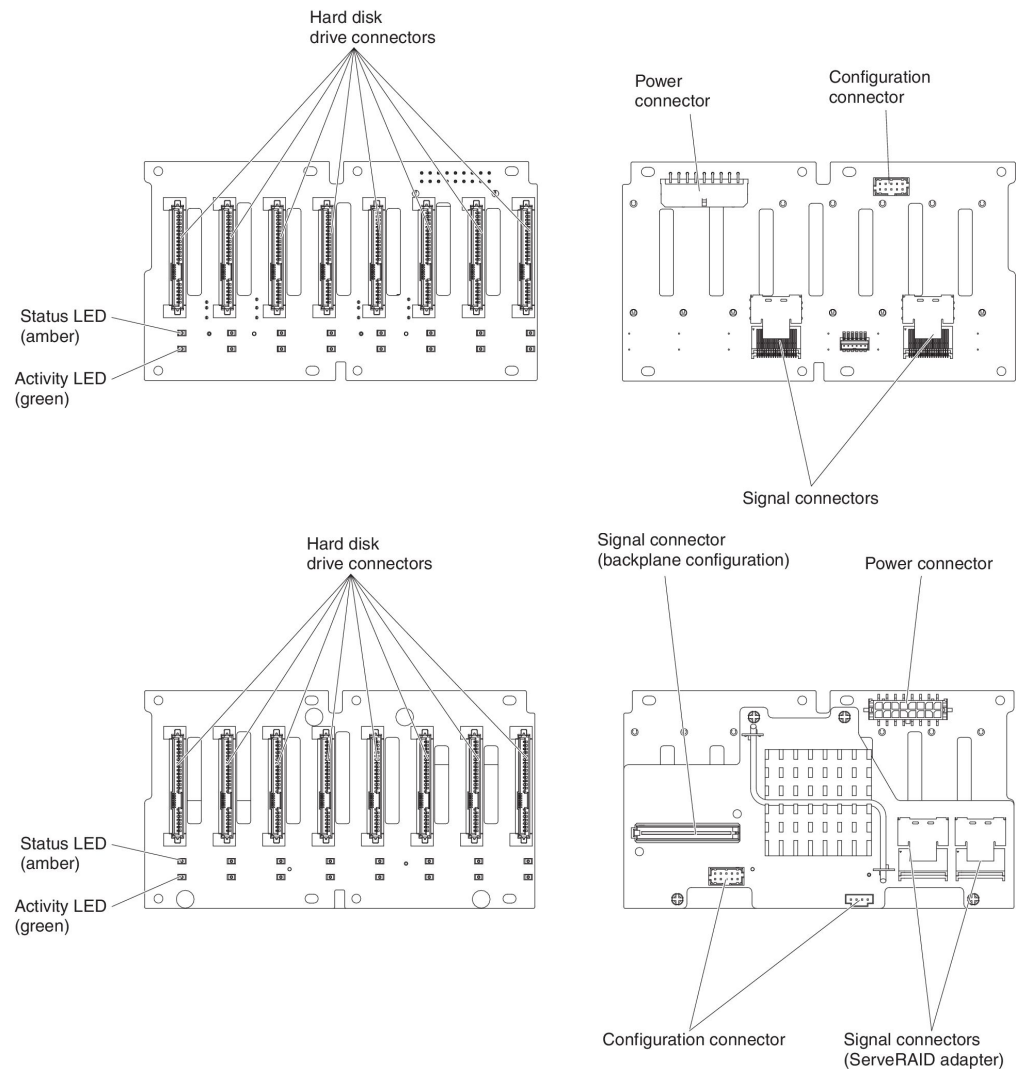 Hard disk
drive connectors
Status LED
(amber)
Activity LED
(green)
Power
connector
Configuration
connector
Signal connectors
Hard disk
drive connectors
Status LED
(amber)
Activity LED
(green)
Signal connector
(backplane configuration)
Power connector
Configuration connector
Signal connectors
(ServeRAID adapter)